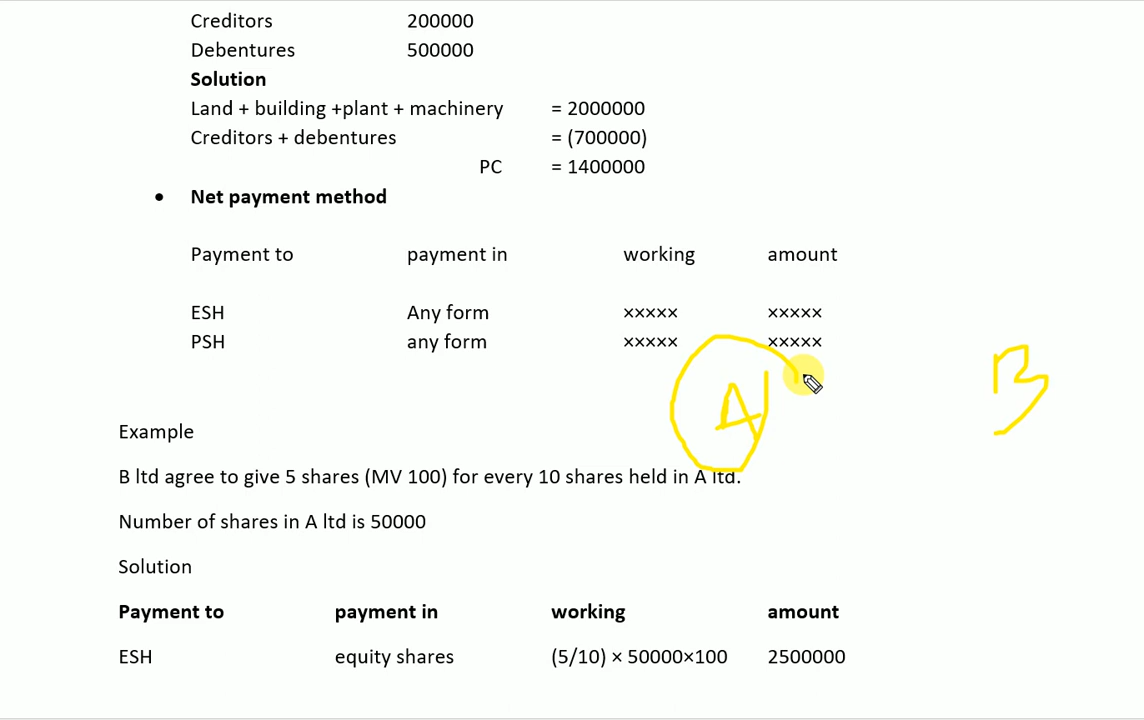 Creditors 200000
Debentures 500000
Solution
Land + building +plant + machinery = 2000000
Creditors + debentures = (700000)
PC = 1400000
• Net payment method
Payment to payment in working amount
ESH Any form ××××× ×××××
PSH any form ××××× ×××××
A B
Example
B ltd agree to give 5 shares (MV 100) for every 10 shares held in A ltd.
Number of shares in A ltd is 50000
Solution
Payment to payment in working amount
ESH equity shares (5/10) × 50000×100 2500000